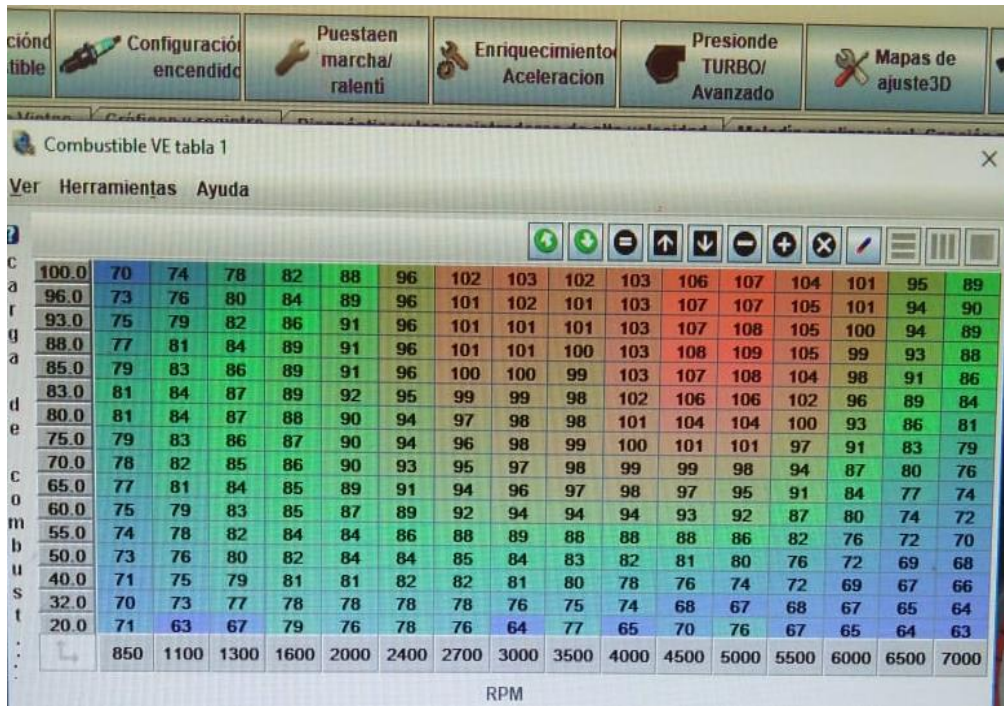 ciónd
tible
Configuración
encendido
Puestaen
marcha/
ralenti
Enriquecimiento
Aceleracion
Presionde
TURBO/
Avanzado
Mapas de
ajuste3D
Combustible VE tabla 1
Ver Herramientas Ayuda
carga de combust
100.0 70 74 78 82 88 96 102 103 102 103 106 107 104 101 95 89
96.0 73 76 80 84 89 96 101 102 101 103 107 107 105 101 94 90
93.0 75 79 82 86 91 96 101 101 101 103 107 108 105 100 94 89
88.0 77 81 84 89 91 96 101 101 100 103 108 109 105 99 93 88
85.0 79 83 86 89 91 96 100 100 99 103 107 108 104 98 91 86
83.0 81 84 87 89 92 95 99 99 98 102 106 106 102 96 89 84
80.0 81 84 87 88 90 94 97 98 98 101 104 104 100 93 86 81
75.0 79 83 86 87 90 94 96 98 99 100 101 101 97 91 83 79
70.0 78 82 85 86 90 93 95 97 98 99 99 98 94 87 80 76
65.0 77 81 84 85 89 91 94 96 97 98 97 95 91 84 77 74
60.0 75 79 83 85 87 89 92 94 94 94 93 92 87 80 74 72
55.0 74 78 82 84 84 86 88 89 88 88 88 86 82 76 72 70
50.0 73 76 80 82 84 84 85 84 83 82 81 80 76 72 69 68
40.0 71 75 79 81 81 82 82 81 80 78 76 74 72 69 67 66
32.0 70 73 77 78 78 78 78 76 75 74 68 67 68 67 65 64
20.0 71 63 67 79 76 78 76 64 77 65 70 76 67 65 64 63
850 1100 1300 1600 2000 2400 2700 3000 3500 4000 4500 5000 5500 6000 6500 7000
RPM